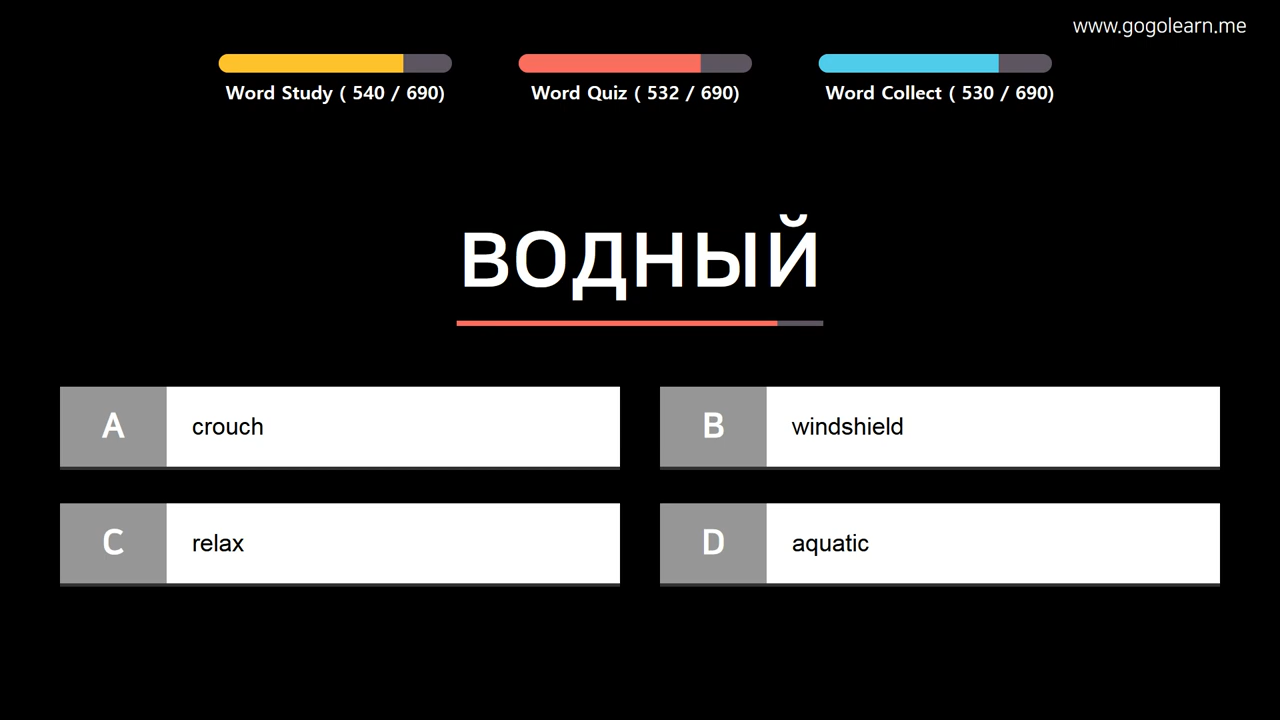 www.gogolearn.me
Word Study ( 540 / 690)
Word Quiz ( 532 / 690)
Word Collect ( 530 / 690)
водный
A
crouch
B
windshield
C
relax
D
aquatic